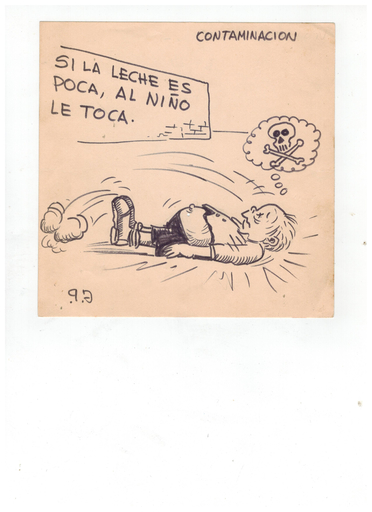 CONTAMINACION
SI LA LECHE ES
POCA, AL NIÑO
LE TOCA.